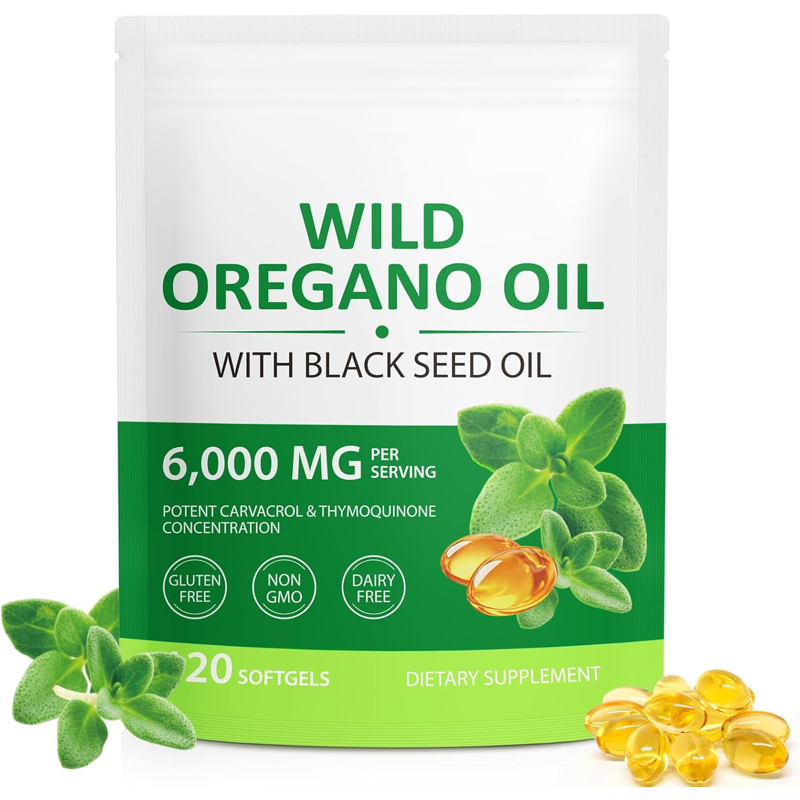 WILD
OREGANO OIL
WITH BLACK SEED OIL
6,000 MG PER
SERVING
POTENT CARVACROL & THYMOQUINONE
CONCENTRATION
GLUTEN
FREE
NON
GMO
DAIRY
FREE
120 SOFTGELS
DIETARY SUPPLEMENT